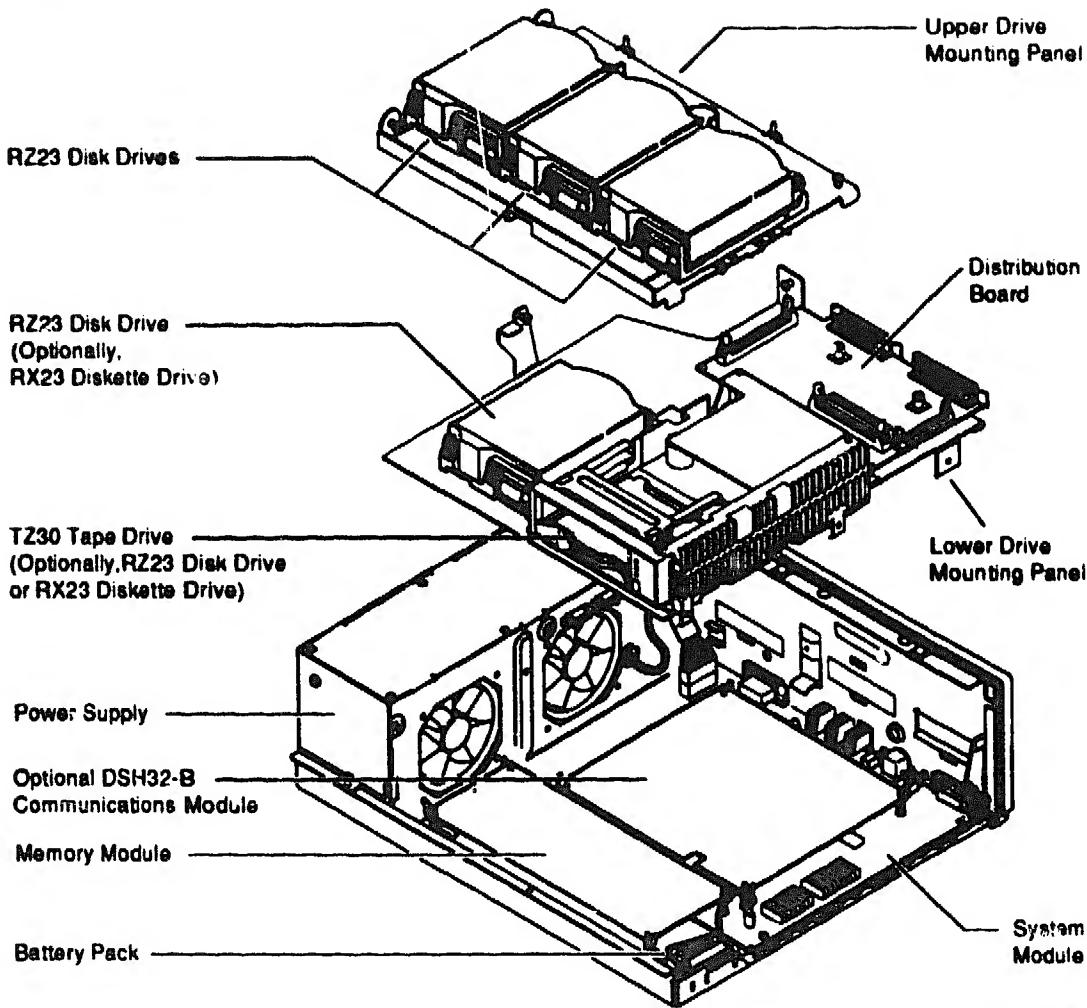 Upper Drive
Mounting Panel
RZ23 Disk Drives
Distribution
Board
RZ23 Disk Drive
(Optionally,
RX23 Diskette Drive)
TZ30 Tape Drive
(Optionally,RZ23 Disk Drive
or RX23 Diskette Drive)
Lower Drive
Mounting Panel
Power Supply
Optional DSH32-B
Communications Module
Memory Module
Battery Pack
System
Module